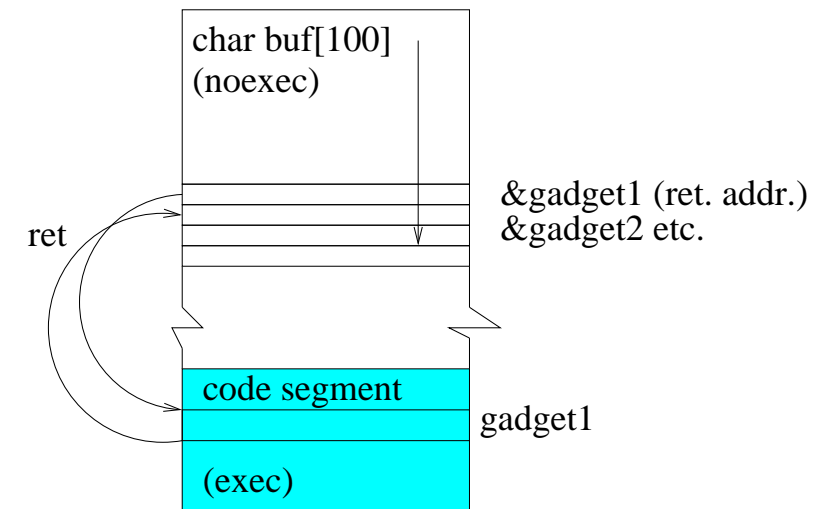 char buf[100]
(noexec)
&gadget1 (ret. addr.)
&gadget2 etc.
ret
code segment
gadget1
(exec)